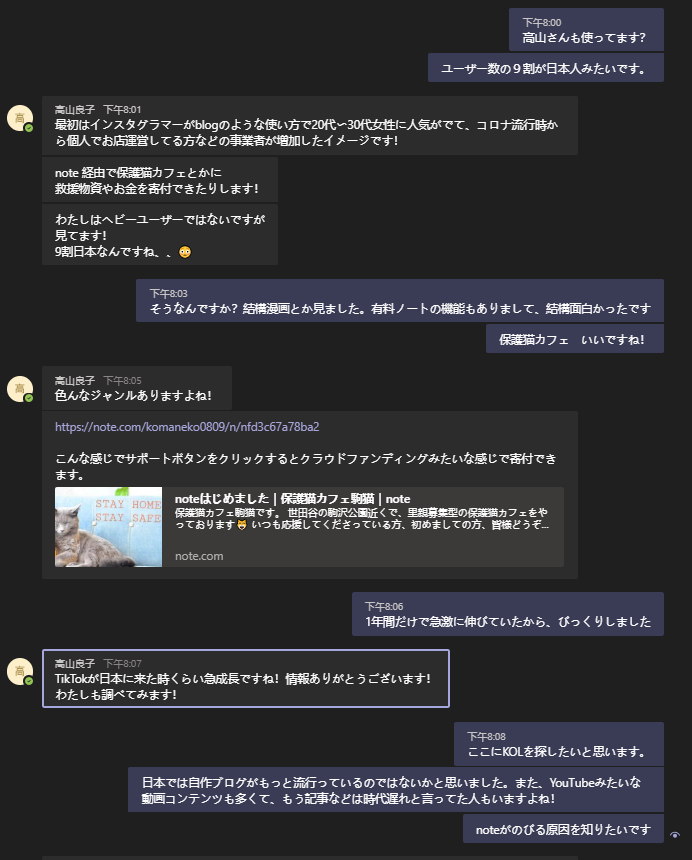 下午8:00
高山さんも使ってます?
ユーザー数の9割が日本人みたいです。
高
高山良子 下午8:01
最初はインスタグラマーがblogのような使い方で20代〜30代女性に人気がでて、コロナ流行時か
ら個人でお店運営してる方などの事業者が増加したイメージです!
note 経由で保護猫カフェとかに
救援物資やお金を寄付できたりします!
わたしはヘビーユーザーではないですが
見てます!
9割日本なんですね、、😳
下午8:03
そうなんですか? 結構漫画とか見ました。有料ノートの機能もありまして、結構面白かったです
保護猫カフェ いいですね!
高
高山良子 下午8:05
色んなジャンルありますよね!
https://note.com/komaneko0809/n/nfd3c67a78ba2
こんな感じでサポートボタンをクリックするとクラウドファンディングみたいな感じで寄付でき
ます。
STAY HOME
STAY SAFE
noteはじめました | 保護猫カフェ駒猫 | note
保護猫カフェ駒猫です。 世田谷の駒沢公園近くで、里親募集型の保護猫カフェをや
っております😸 いつも応援してくださっている方、初めましての方、皆様どうぞ...
note.com
下午8:06
1年間だけで急激に伸びていたから、びっくりしました
高
高山良子 下午8:07
TikTokが日本に来た時くらい急成長ですね! 情報ありがとうございます!
わたしも調べてみます!
下午8:08
ここにKOLを探したいと思います。
日本では自作ブログがもっと流行っているのではないかと思いました。また、YouTubeみたいな
動画コンテンツも多くて、もう記事などは時代遅れと言ってた人もいますよね!
noteがのびる原因を知りたいです